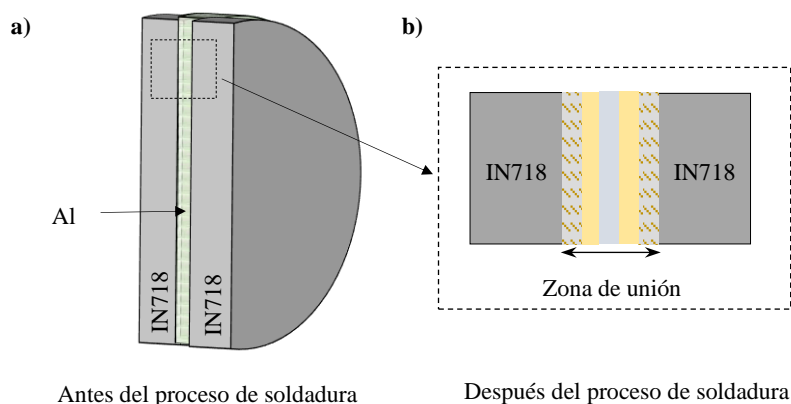 a)
b)
Al
IN718
IN718
IN718
IN718
Zona de unión
Antes del proceso de soldadura
Después del proceso de soldadura